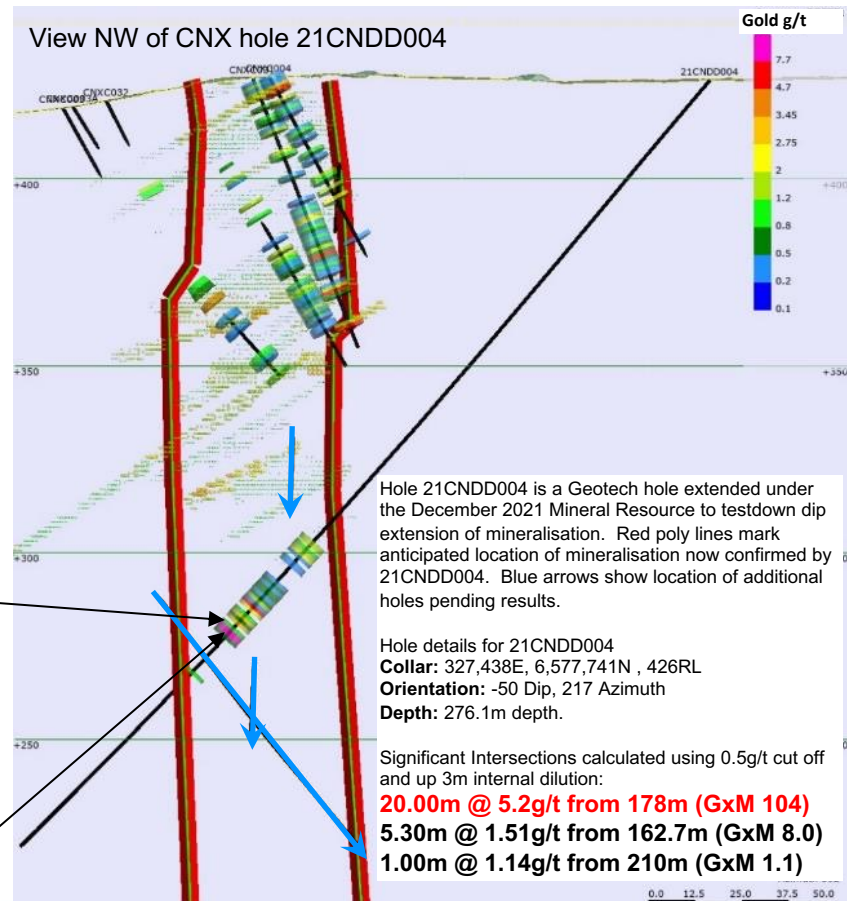 View NW of CNX hole 21CNDD004
Gold g/t
7.7
4.7
3.45
2.75
2
1.2
0.8
0.5
0.2
0.1
CNXC032
21CNDD004
+400
+400
+350
+350
+300
+250
Hole 21CNDD004 is a Geotech hole extended under
the December 2021 Mineral Resource to testdown dip
extension of mineralisation. Red poly lines mark
anticipated location of mineralisation now confirmed by
21CNDD004. Blue arrows show location of additional
holes pending results.
Hole details for 21CNDD004
Collar: 327,438E, 6,577,741N , 426RL
Orientation: -50 Dip, 217 Azimuth
Depth: 276.1m depth.
Significant Intersections calculated using 0.5g/t cut off
and up 3m internal dilution:
20.00m @ 5.2g/t from 178m (GxM 104)
5.30m @ 1.51g/t from 162.7m (GxM 8.0)
1.00m @ 1.14g/t from 210m (GxM 1.1)
0.0 12.5 25.0 37.5 50.0